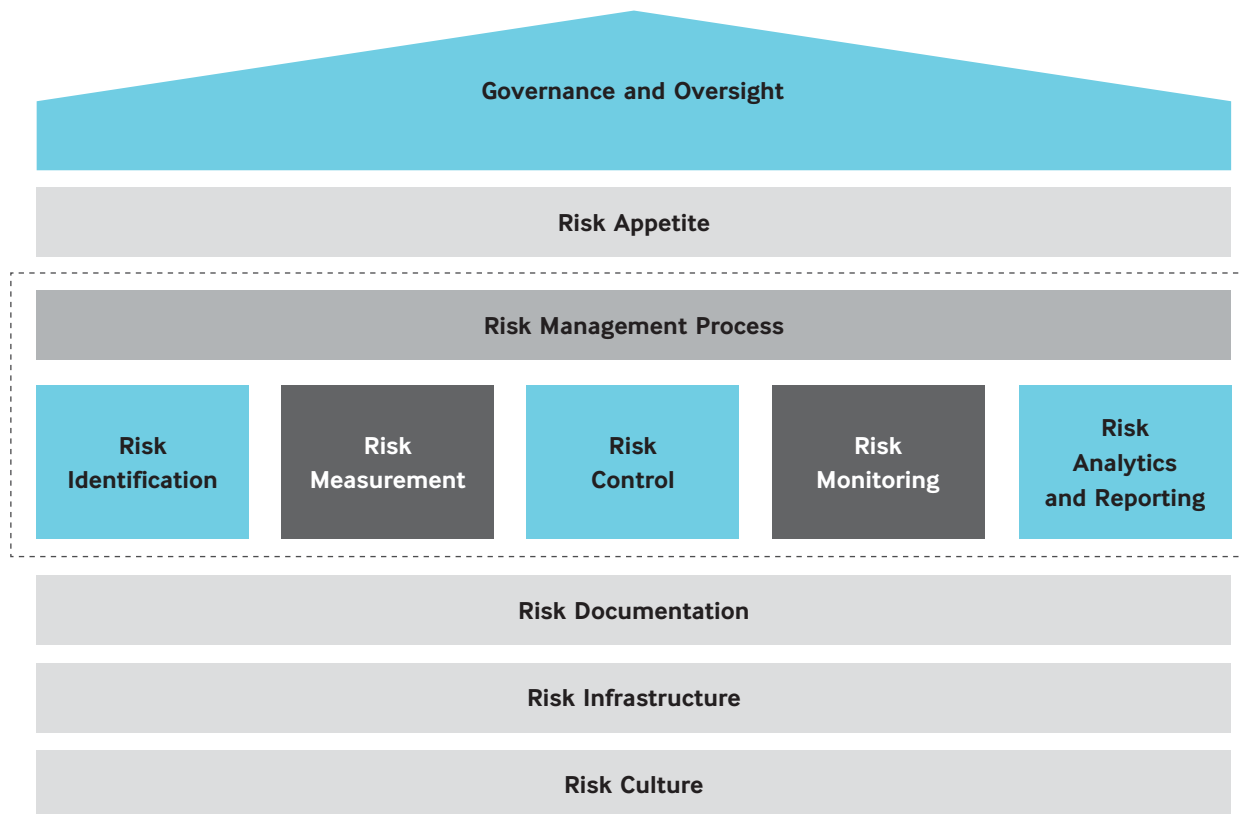 Governance and Oversight
Risk Appetite
Risk Management Process
Risk
Identification
Risk
Measurement
Risk
Control
Risk
Monitoring
Risk
Analytics
and Reporting
Risk Documentation
Risk Infrastructure
Risk Culture